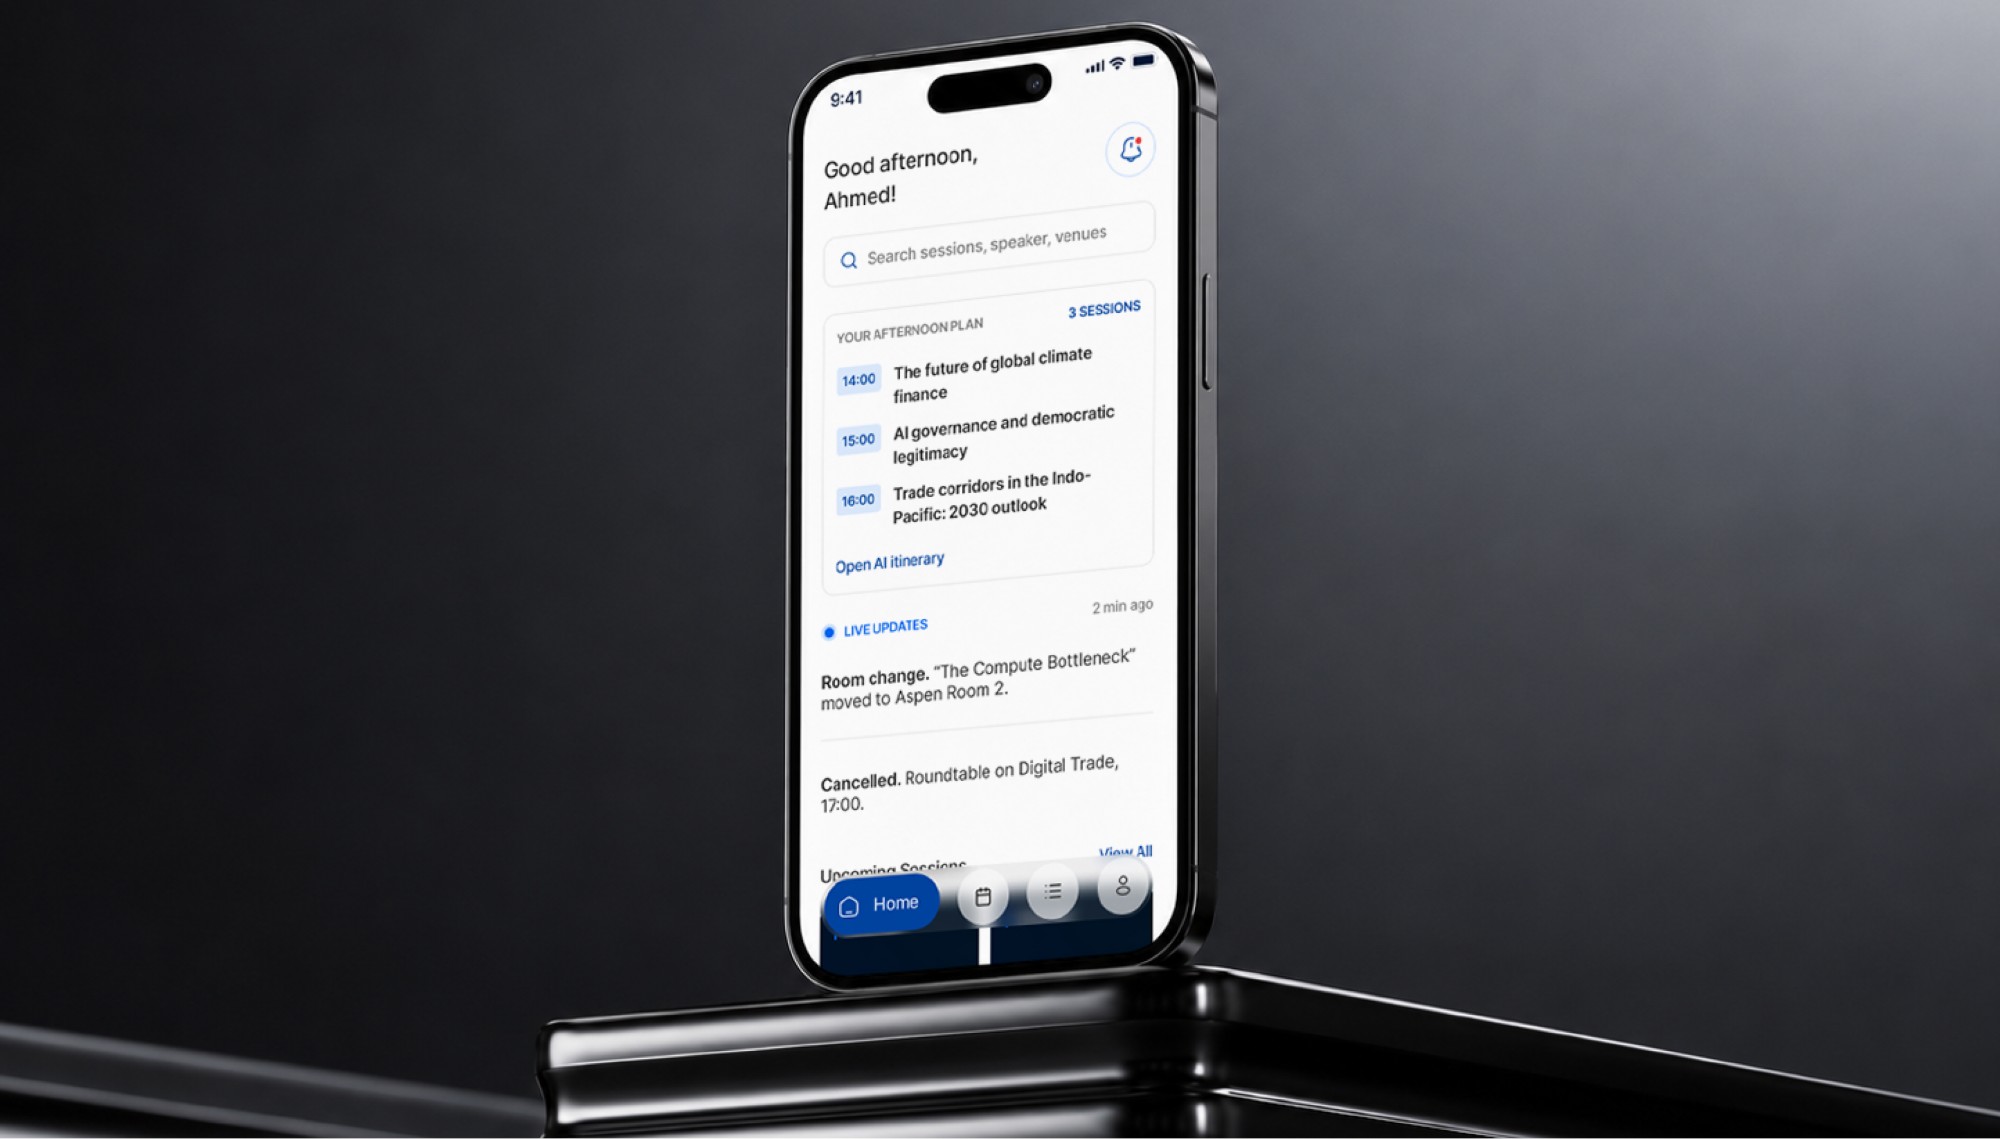 9:41
Good afternoon,
Ahmed!
Search sessions, speaker, venues
YOUR AFTERNOON PLAN
3 SESSIONS
14:00
The future of global climate
finance
15:00
AI governance and democratic
legitimacy
16:00
Trade corridors in the Indo-
Pacific: 2030 outlook
Open AI itinerary
LIVE UPDATES
2 min ago
Room change. “The Compute Bottleneck”
moved to Aspen Room 2.
Cancelled. Roundtable on Digital Trade,
17:00.
Upcoming Sessions
View All
Home